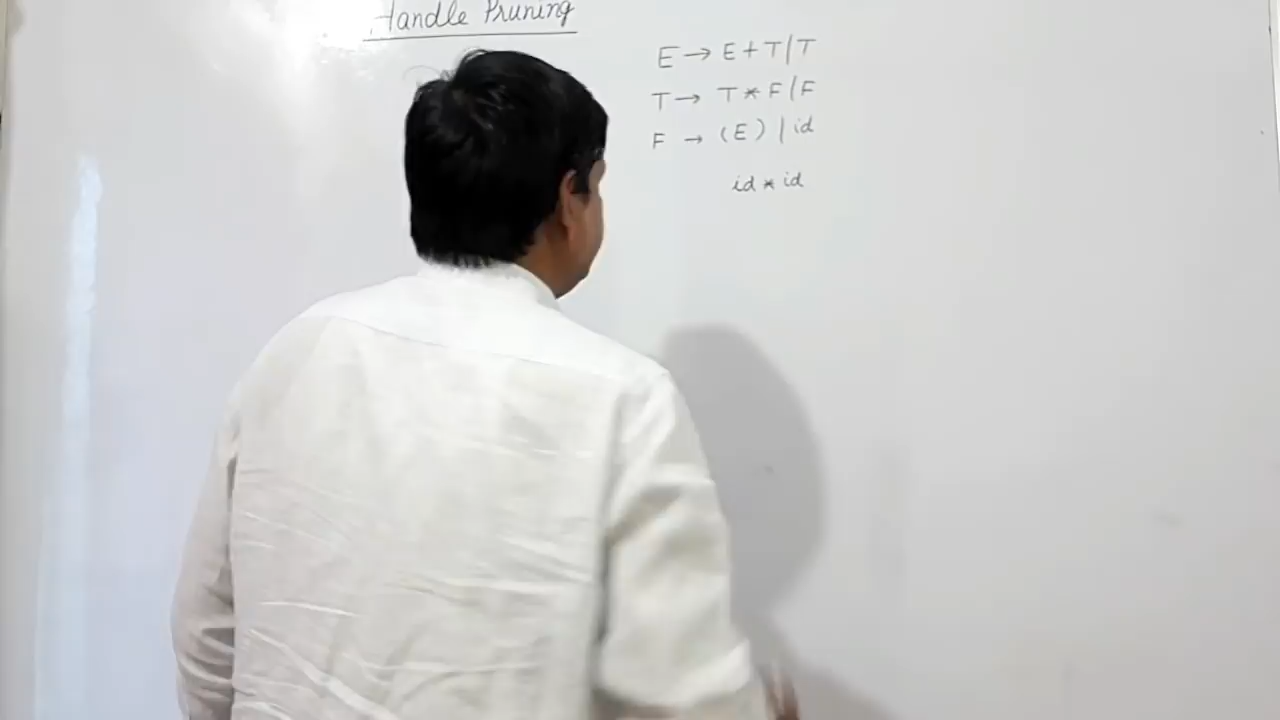 Handle Pruning
E → E + T / T
T → T * F / F
F → (E) | id
id * id